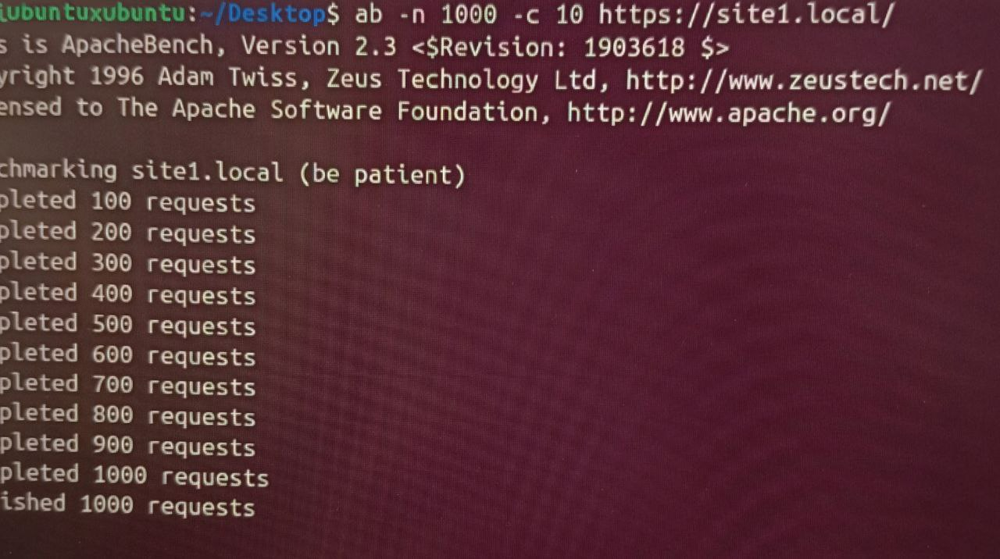 iubuntuxubuntu:~/Desktop$ ab -n 1000 -c 10 https://site1.local/
s is ApacheBench, Version 2.3 <$Revision: 1903618 $>
yright 1996 Adam Twiss, Zeus Technology Ltd, http://www.zeustech.net/
ensed to The Apache Software Foundation, http://www.apache.org/
chmarking site1.local (be patient)
pleted 100 requests
pleted 200 requests
pleted 300 requests
pleted 400 requests
pleted 500 requests
pleted 600 requests
pleted 700 requests
pleted 800 requests
pleted 900 requests
pleted 1000 requests
ished 1000 requests